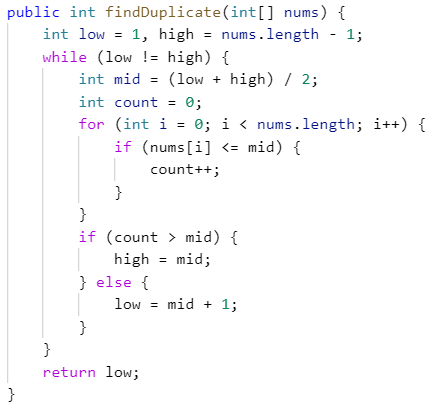 public int findDuplicate(int[] nums) {
    int low = 1, high = nums.length - 1;
    while (low != high) {
        int mid = (low + high) / 2;
        int count = 0;
        for (int i = 0; i < nums.length; i++) {
            if (nums[i] <= mid) {
                count++;
            }
        }
        if (count > mid) {
            high = mid;
        } else {
            low = mid + 1;
        }
    }
    return low;
}